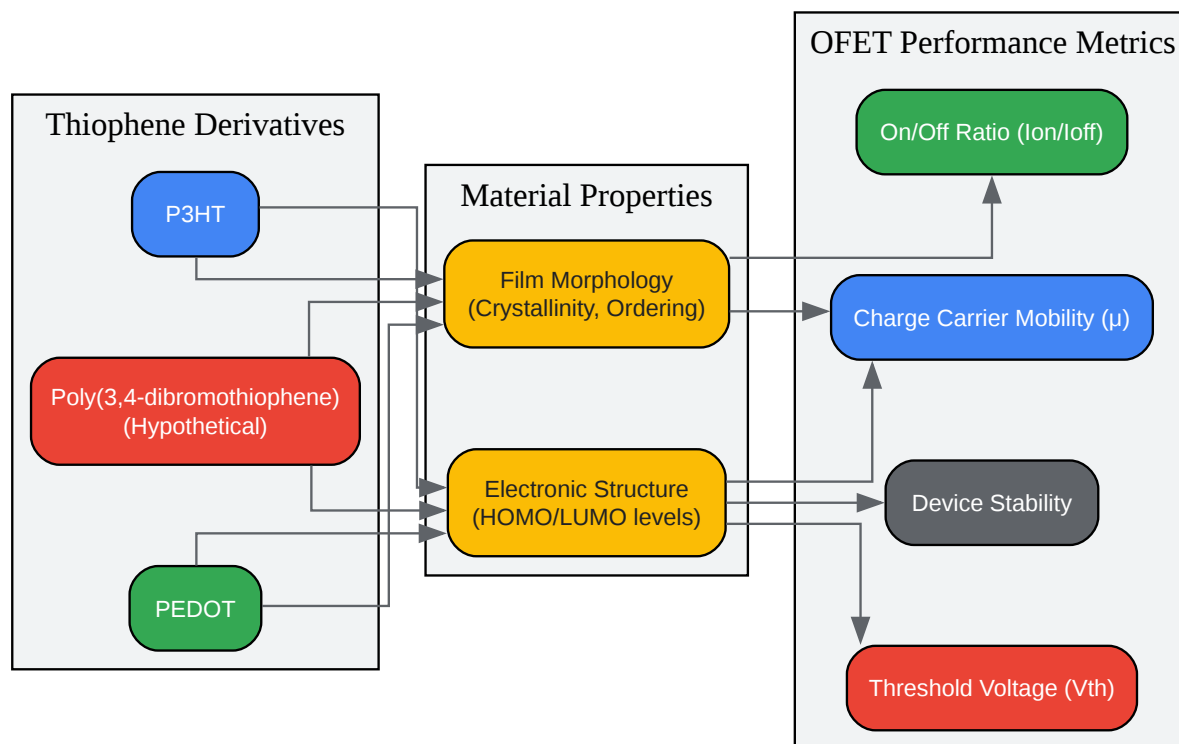 Thiophene Derivatives
P3HT
Poly(3,4-dibromothiophene)
(Hypothetical)
PEDOT
Material Properties
Film Morphology
(Crystallinity, Ordering)
Electronic Structure
(HOMO/LUMO levels)
OFET Performance Metrics
On/Off Ratio (Ion/Ioff)
Charge Carrier Mobility (μ)
Device Stability
Threshold Voltage (Vth)